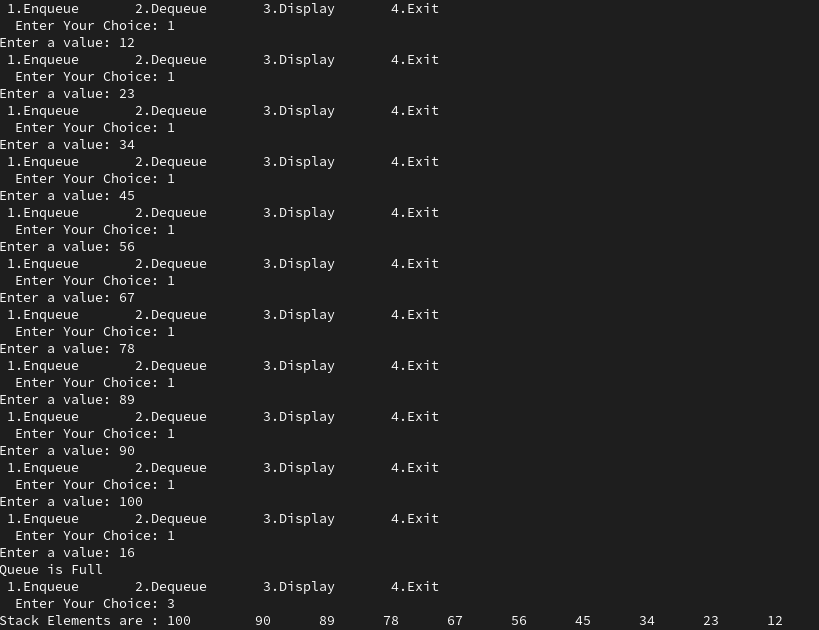 1.Enqueue 2.Dequeue 3.Display 4.Exit
Enter Your Choice: 1
Enter a value: 12
1.Enqueue 2.Dequeue 3.Display 4.Exit
Enter Your Choice: 1
Enter a value: 23
1.Enqueue 2.Dequeue 3.Display 4.Exit
Enter Your Choice: 1
Enter a value: 34
1.Enqueue 2.Dequeue 3.Display 4.Exit
Enter Your Choice: 1
Enter a value: 45
1.Enqueue 2.Dequeue 3.Display 4.Exit
Enter Your Choice: 1
Enter a value: 56
1.Enqueue 2.Dequeue 3.Display 4.Exit
Enter Your Choice: 1
Enter a value: 67
1.Enqueue 2.Dequeue 3.Display 4.Exit
Enter Your Choice: 1
Enter a value: 78
1.Enqueue 2.Dequeue 3.Display 4.Exit
Enter Your Choice: 1
Enter a value: 89
1.Enqueue 2.Dequeue 3.Display 4.Exit
Enter Your Choice: 1
Enter a value: 90
1.Enqueue 2.Dequeue 3.Display 4.Exit
Enter Your Choice: 1
Enter a value: 100
1.Enqueue 2.Dequeue 3.Display 4.Exit
Enter Your Choice: 1
Enter a value: 16
Queue is Full
1.Enqueue 2.Dequeue 3.Display 4.Exit
Enter Your Choice: 3
Stack Elements are : 100 90 89 78 67 56 45 34 23 12